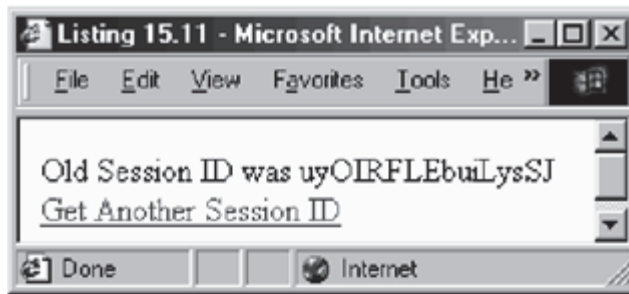 Listing 15.11 - Microsoft Internet Exp...
File Edit View Favorites Tools He »
Old Session ID was uyOIRFLEbuiLysSJ
Get Another Session ID
Done Internet